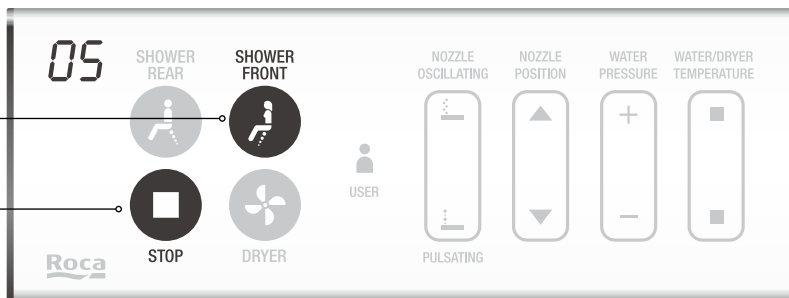 05
SHOWER
REAR
SHOWER
FRONT
NOZZLE
OSCILLATING
NOZZLE
POSITION
WATER
PRESSURE
WATER/DRYER
TEMPERATURE
+
−
USER
STOP
DRYER
PULSATING
Roca